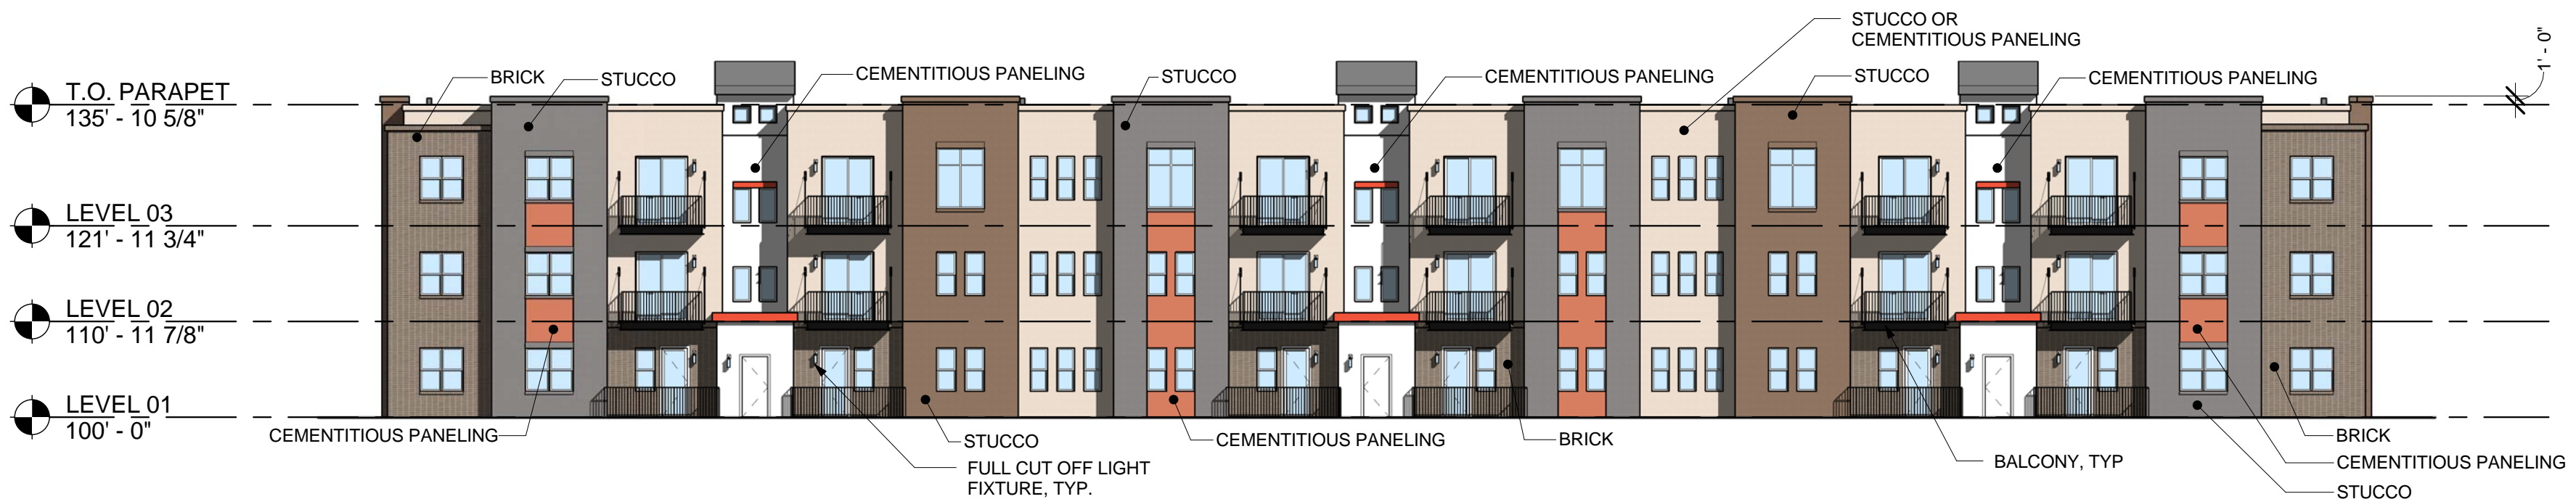 STUCCO OR
CEMENTITIOUS PANELING
1' - 0"
BRICK
STUCCO
CEMENTITIOUS PANELING
STUCCO
CEMENTITIOUS PANELING
STUCCO
CEMENTITIOUS PANELING
T.O. PARAPET
135' - 10 5/8"
LEVEL 03
121' - 11 3/4"
LEVEL 02
110' - 11 7/8"
LEVEL 01
100' - 0"
CEMENTITIOUS PANELING
STUCCO
FULL CUT OFF LIGHT
FIXTURE, TYP.
CEMENTITIOUS PANELING
BRICK
BALCONY, TYP
BRICK
CEMENTITIOUS PANELING
STUCCO